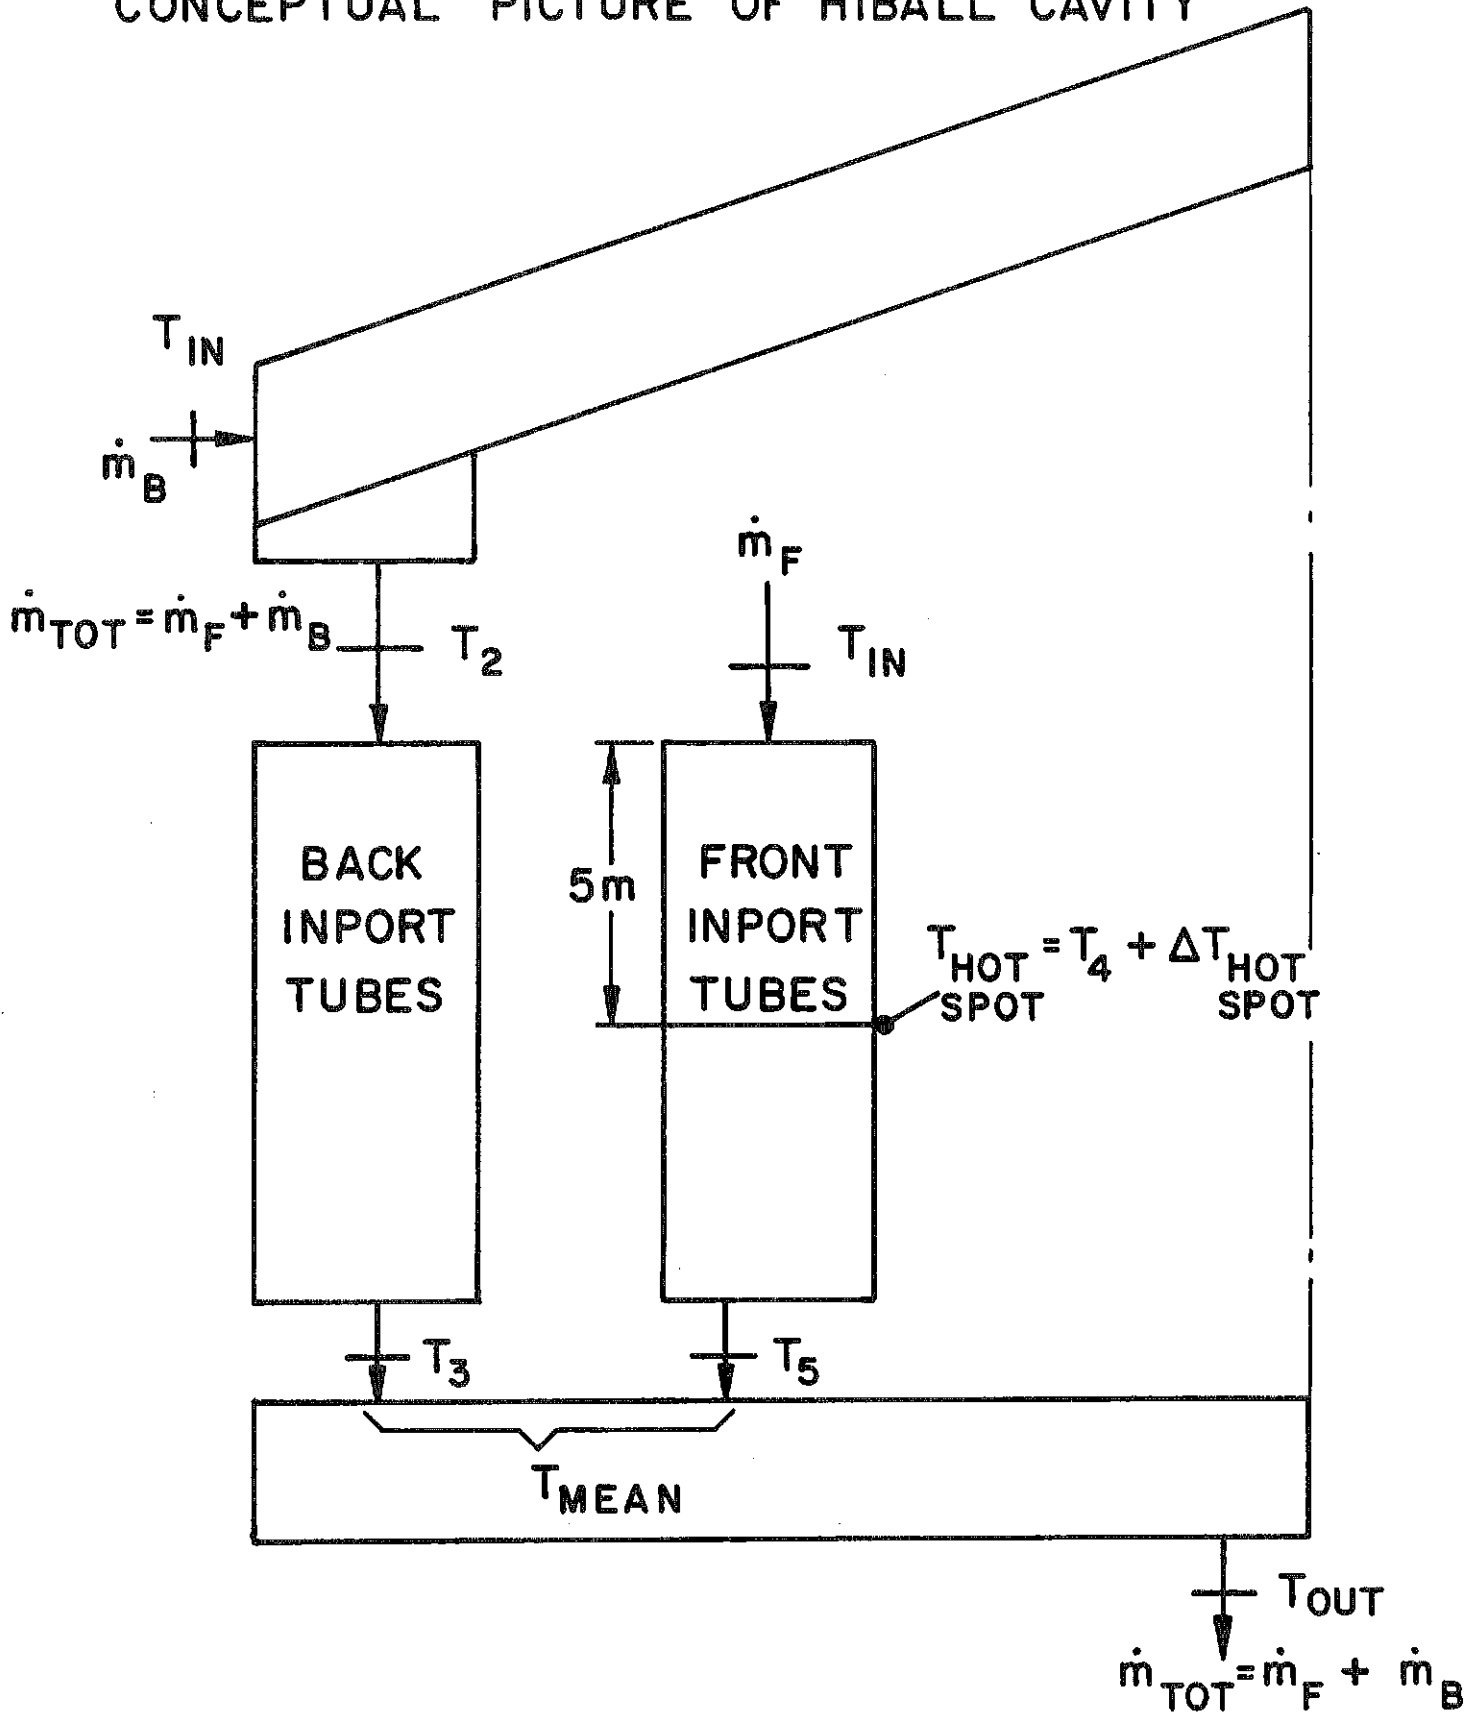 CONCEPTUAL PICTURE OF HIBALL CAVITY
T_IN
ṁ_B
ṁ_F
ṁ_TOT = ṁ_F + ṁ_B
T_2
T_IN
BACK
INPORT
TUBES
5m
FRONT
INPORT
TUBES
T_HOT SPOT = T_4 + ΔT_HOT SPOT
T_3
T_5
T_MEAN
T_OUT
ṁ_TOT = ṁ_F + ṁ_B